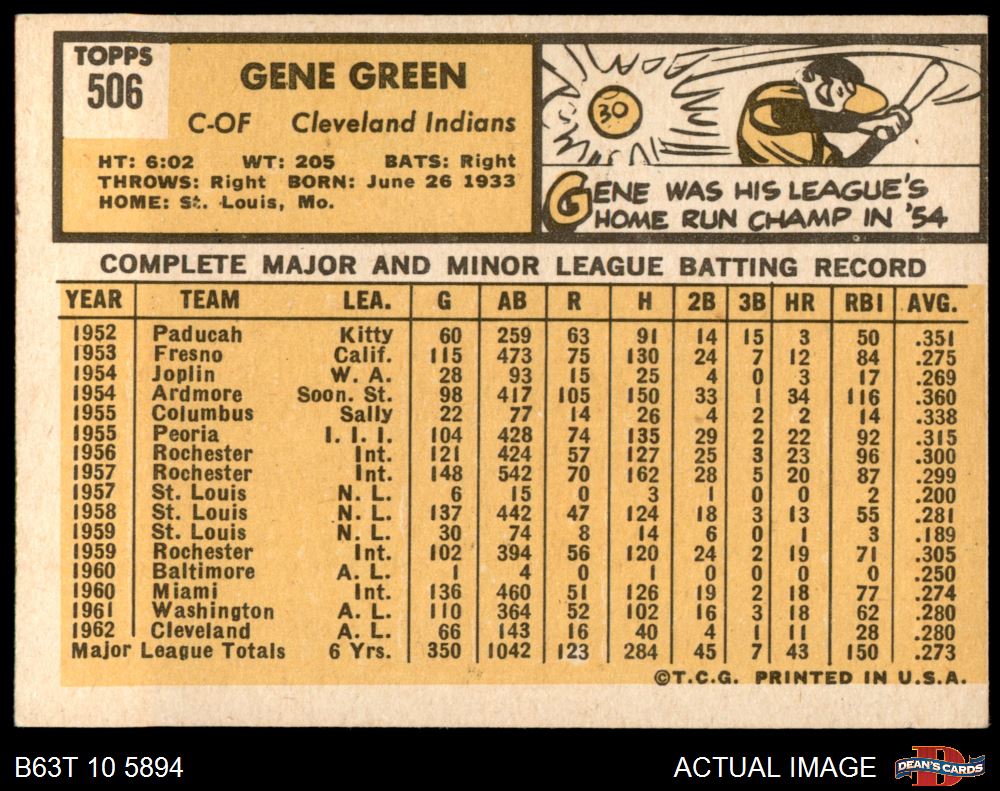 TOPPS
506
GENE GREEN
C-OF Cleveland Indians
HT: 6:02 WT: 205 BATS: Right
THROWS: Right BORN: June 26 1933
HOME: St. Louis, Mo.
30
GENE WAS HIS LEAGUE'S
HOME RUN CHAMP IN '54
COMPLETE MAJOR AND MINOR LEAGUE BATTING RECORD
YEAR TEAM LEA. G AB R H 2B 3B HR RBI AVG.
1952 Paducah Kitty 60 259 63 91 14 15 3 50 .351
1953 Fresno Calif. 115 473 75 130 24 7 12 84 .275
1954 Joplin W. A. 28 93 15 25 4 0 3 17 .269
1954 Ardmore Soon. St. 98 417 105 150 33 1 34 116 .360
1955 Columbus Sally 22 77 14 26 4 2 2 14 .338
1955 Peoria I. I. I. 104 428 74 135 29 2 22 92 .315
1956 Rochester Int. 121 424 57 127 25 3 23 96 .300
1957 Rochester Int. 148 542 70 162 28 5 20 87 .299
1957 St. Louis N. L. 6 15 0 3 1 0 0 2 .200
1958 St. Louis N. L. 137 442 47 124 18 3 13 55 .281
1959 St. Louis N. L. 30 74 8 14 6 0 1 3 .189
1959 Rochester Int. 102 394 56 120 24 2 19 71 .305
1960 Baltimore A. L. 1 4 0 1 0 0 0 0 .250
1960 Miami Int. 136 460 51 126 19 2 18 77 .274
1961 Washington A. L. 110 364 52 102 16 3 18 62 .280
1962 Cleveland A. L. 66 143 16 40 4 1 11 28 .280
Major League Totals 6 Yrs. 350 1042 123 284 45 7 43 150 .273
©T.C.G. PRINTED IN U.S.A.
B63T 10 5894
ACTUAL IMAGE
DEAN'S CARDS